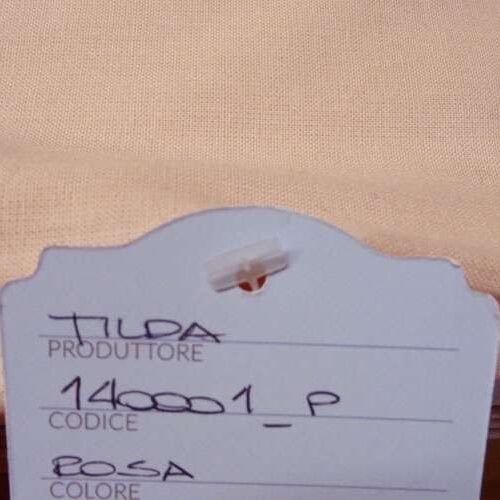 TILDA
PRODUTTORE
140001_P
CODICE
ROSA
COLORE